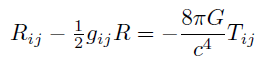 R_{ij} - \frac{1}{2} g_{ij} R = -\frac{8\pi G}{c^4} T_{ij}